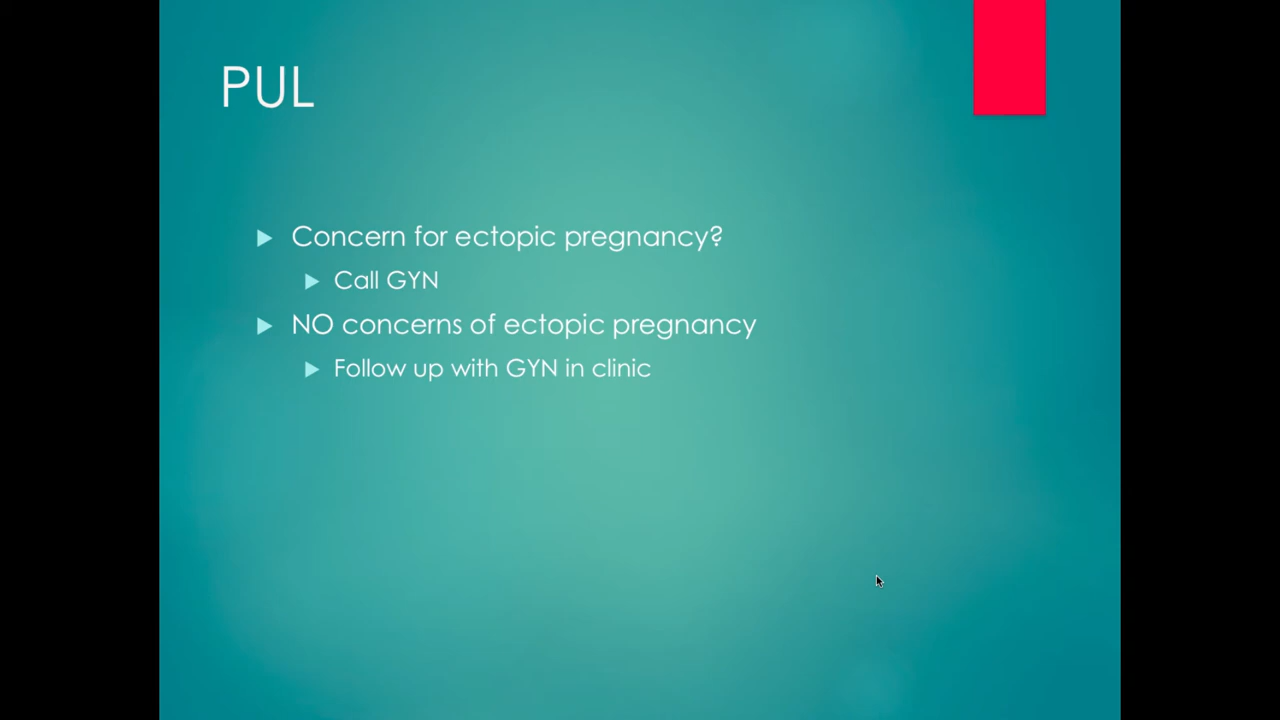 PUL
Concern for ectopic pregnancy?
Call GYN
NO concerns of ectopic pregnancy
Follow up with GYN in clinic